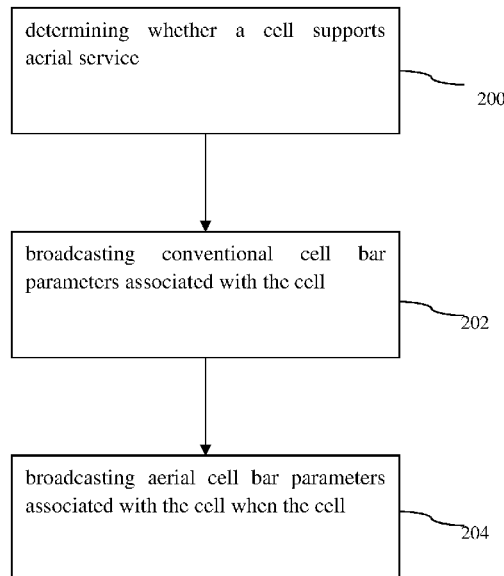 determining whether a cell supports
aerial service
200
broadcasting conventional cell bar
parameters associated with the cell
202
broadcasting aerial cell bar parameters
associated with the cell when the cell
204